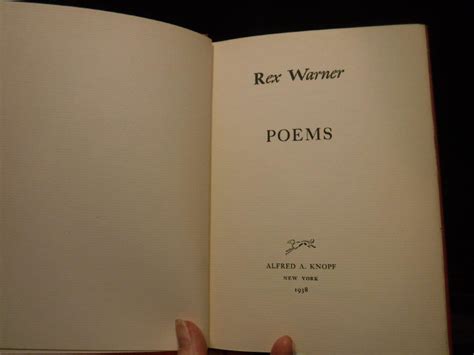 Rex Warner
POEMS
ALFRED A. KNOPF
NEW YORK
1938